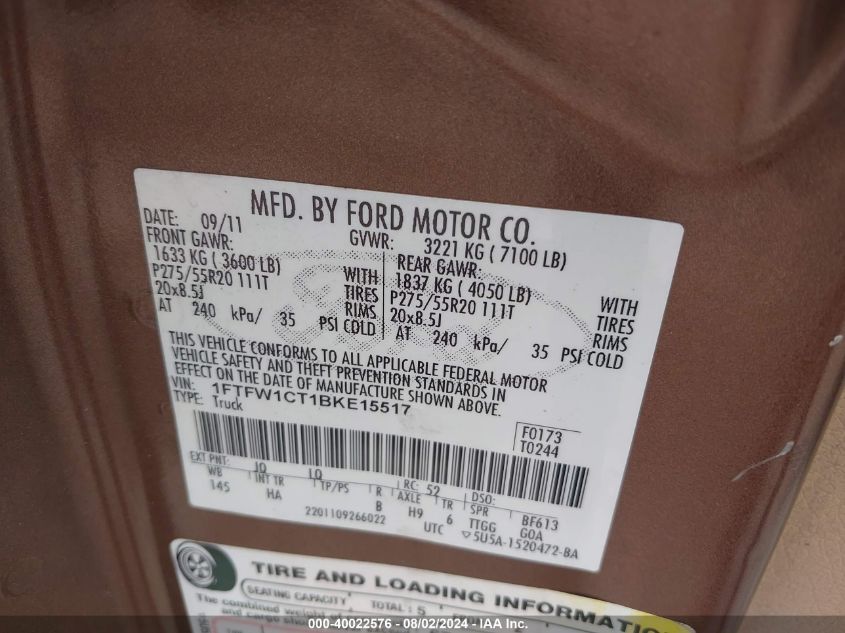 MFD. BY FORD MOTOR CO.
DATE: 09/11 GVWR: 3221 KG ( 7100 LB)
FRONT GAWR: REAR GAWR:
1633 KG ( 3600 LB) WITH 1837 KG ( 4050 LB) WITH
P275/55R20 111T TIRES P275/55R20 111T TIRES
20x8.5J RIMS 20x8.5J RIMS
AT 240 kPa/ 35 PSI COLD AT 240 kPa/ 35 PSI COLD
THIS VEHICLE CONFORMS TO ALL APPLICABLE FEDERAL MOTOR
VEHICLE SAFETY AND THEFT PREVENTION STANDARDS IN
EFFECT ON THE DATE OF MANUFACTURE SHOWN ABOVE.
VIN: 1FTFW1CT1BKE15517
TYPE: Truck
F0173
T0244
EXT PNT: JQ LQ RC: 52 DSO:
WB INT TR TP/PS R AXLE TR SPR BF613
145 HA B H9 6 TTGG GOA
2201109266022 UTC ▽5U5A-1520472-BA
TIRE AND LOADING INFORMATION
SEATING CAPACITY TOTAL: 5
The combined weight of
000-40022576 - 08/02/2024 - IAAI INC.